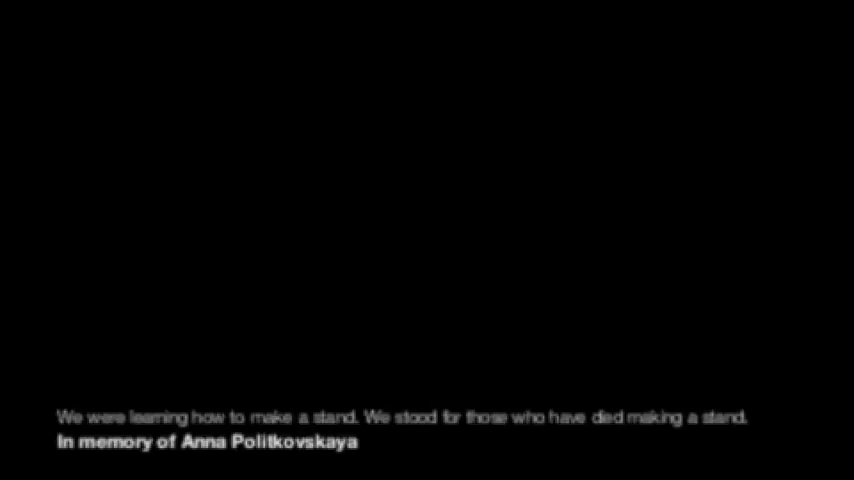 We were learning how to make a stand. We stood for those who have died making a stand.
In memory of Anna Politkovskaya